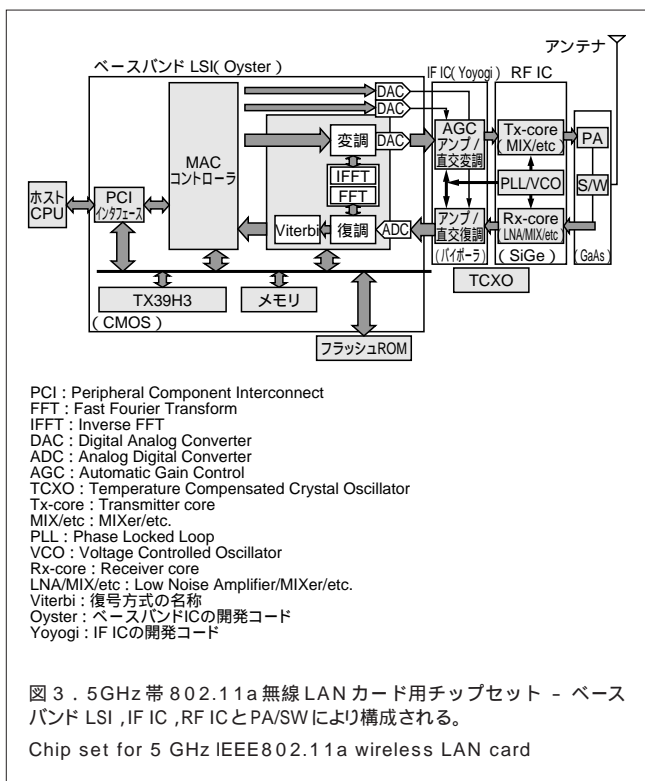 アンテナ
ベースバンド LSI( Oyster )
IF IC( Yoyogi )
RF IC
DAC
DAC
MAC
コントローラ
変調
DAC
AGC
アンプ /
直交変調
Tx-core
( MIX/etc )
PA
IFFT
FFT
PLL/VCO
S/W
ホスト
CPU
PCI
インタフェース
Viterbi
復調
ADC
アンプ /
直交復調
Rx-core
LNA/MIX/etc
( バイポーラ )
( SiGe )
( GaAs )
TCXO
TX39H3
メモリ
( CMOS )
フラッシュROM
PCI : Peripheral Component Interconnect
FFT : Fast Fourier Transform
IFFT : Inverse FFT
DAC : Digital Analog Converter
ADC : Analog Digital Converter
AGC : Automatic Gain Control
TCXO : Temperature Compensated Crystal Oscillator
Tx-core : Transmitter core
MIX/etc : MIXer/etc.
PLL : Phase Locked Loop
VCO : Voltage Controlled Oscillator
Rx-core : Receiver core
LNA/MIX/etc : Low Noise Amplifier/MIXer/etc.
Viterbi : 復号方式の名称
Oyster : ベースバンドICの開発コード
Yoyogi : IF ICの開発コード
図 3 . 5GHz 帯 802.11a 無線 LAN カード用チップセット － ベース
バンド LSI , IF IC , RF ICとPA/SWにより構成される。
Chip set for 5 GHz IEEE802.11a wireless LAN card